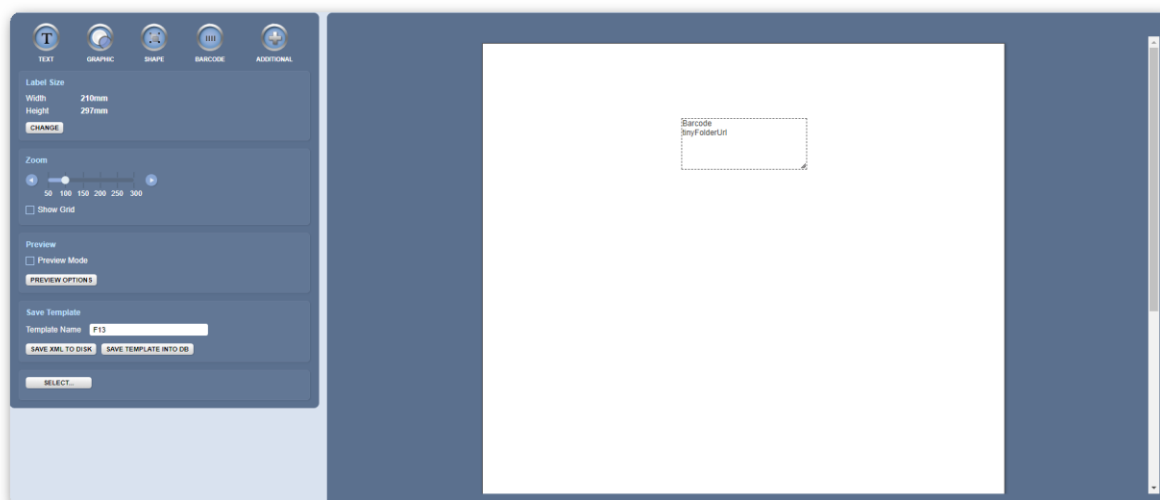 TEXT GRAPHIC SHAPE BARCODE ADDITIONAL
Label Size
Width 210mm
Height 297mm
CHANGE
Zoom
50 100 150 200 250 300
Show Grid
Preview
Preview Mode
PREVIEW OPTIONS
Save Template
Template Name F13
SAVE XML TO DISK SAVE TEMPLATE INTO DB
SELECT...
Barcode
tinyFolderUrl